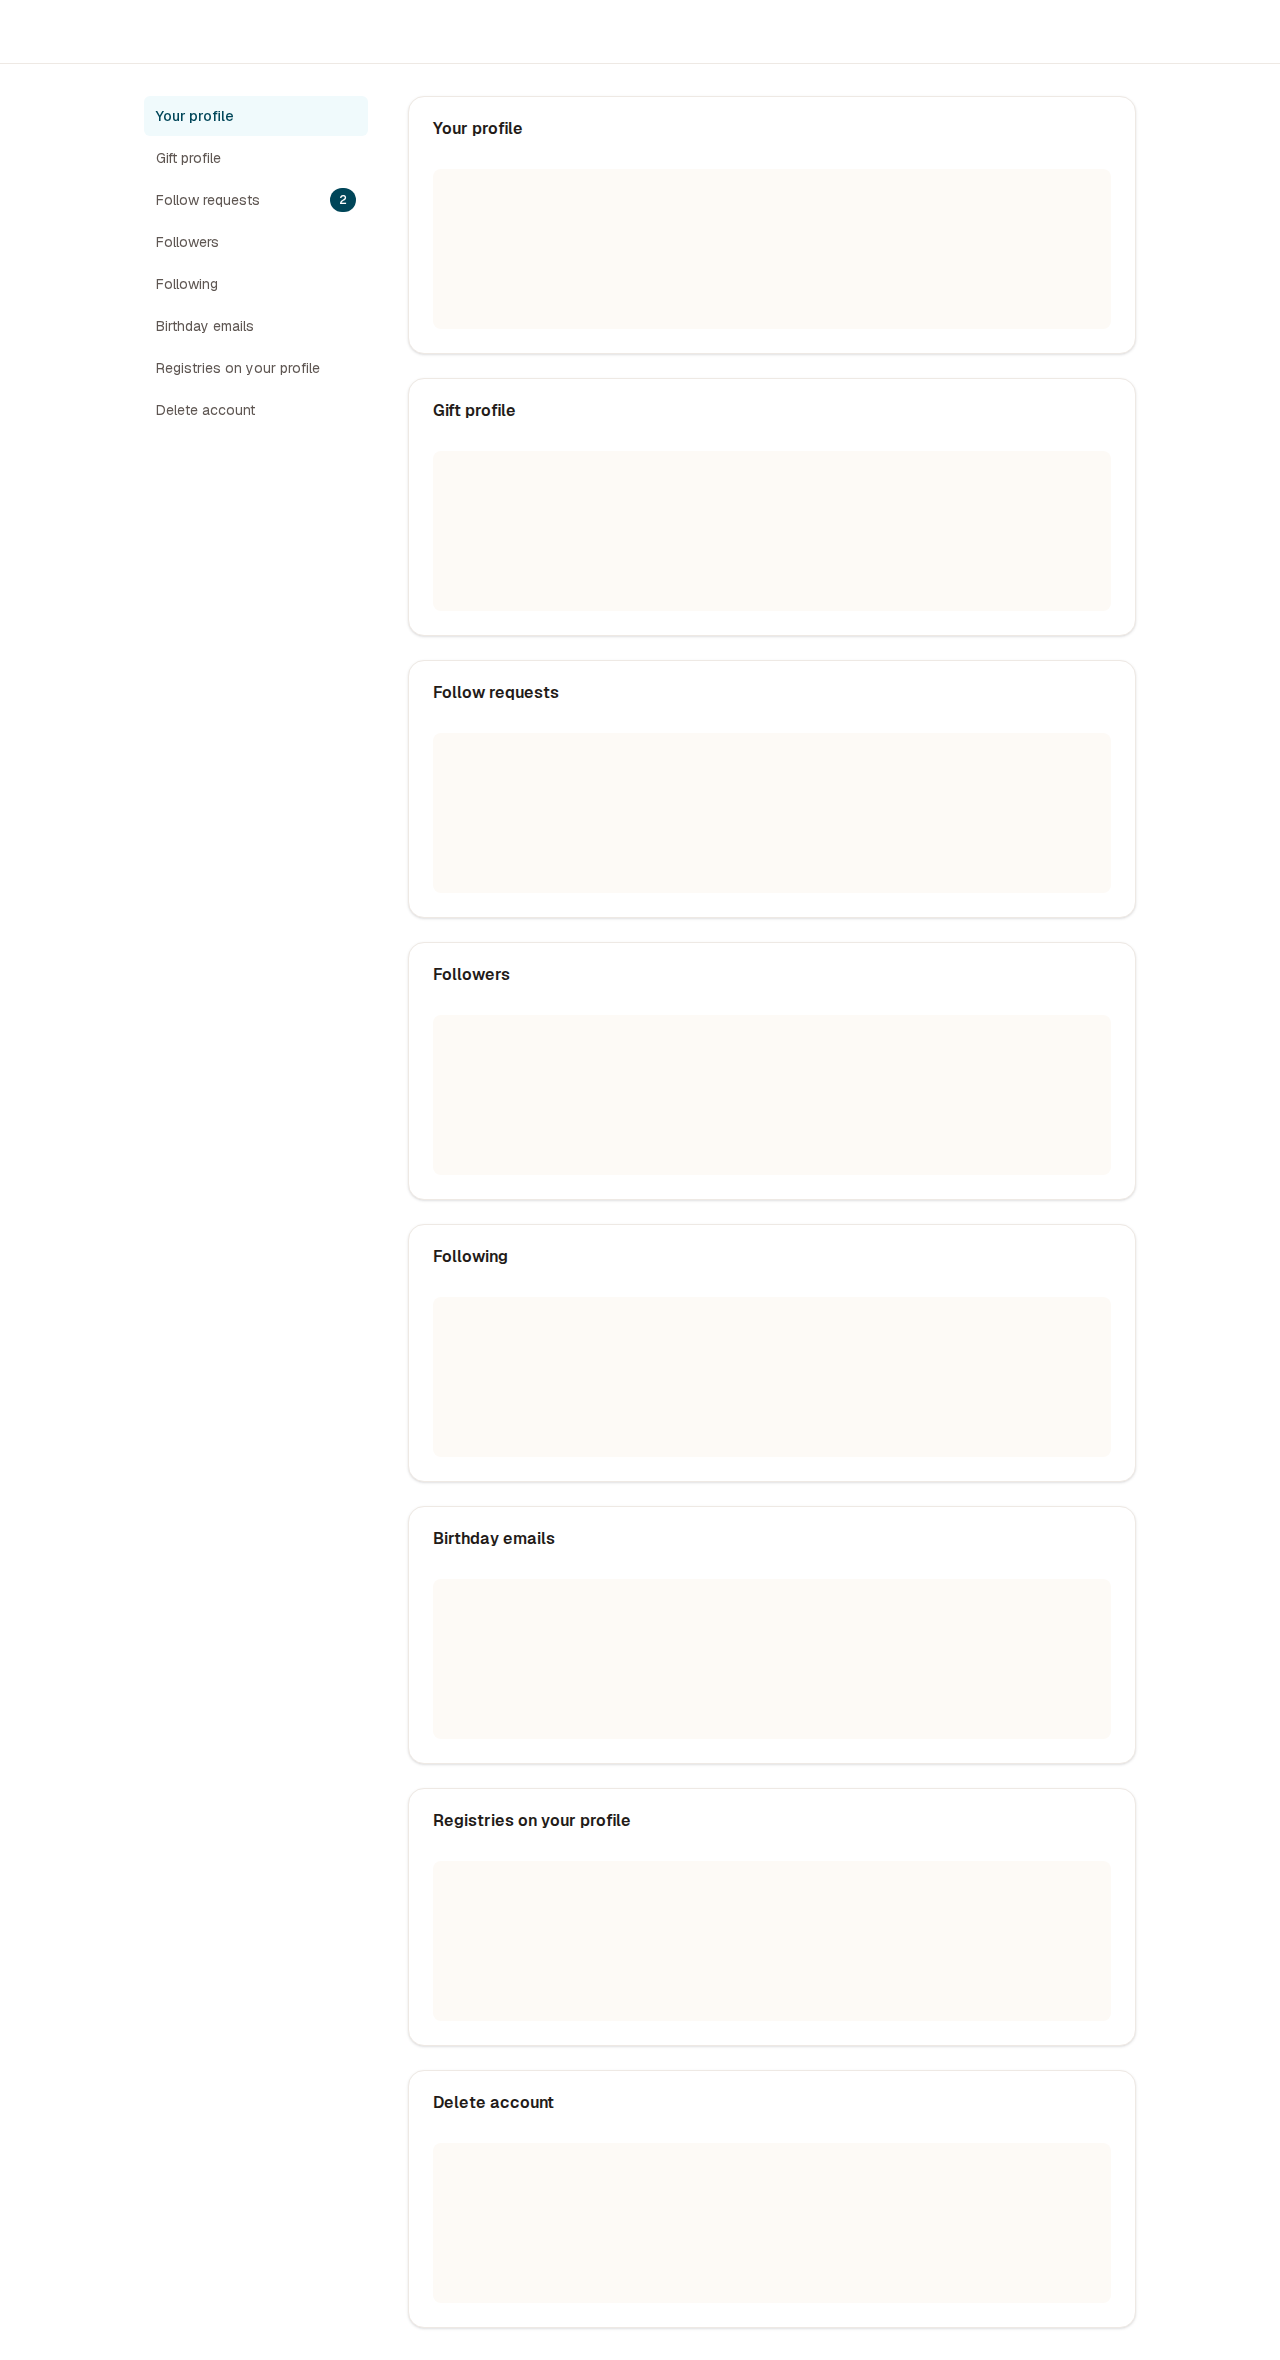 Your profile
Gift profile
Follow requests 2
Followers
Following
Birthday emails
Registries on your profile
Delete account
Your profile
Gift profile
Follow requests
Followers
Following
Birthday emails
Registries on your profile
Delete account